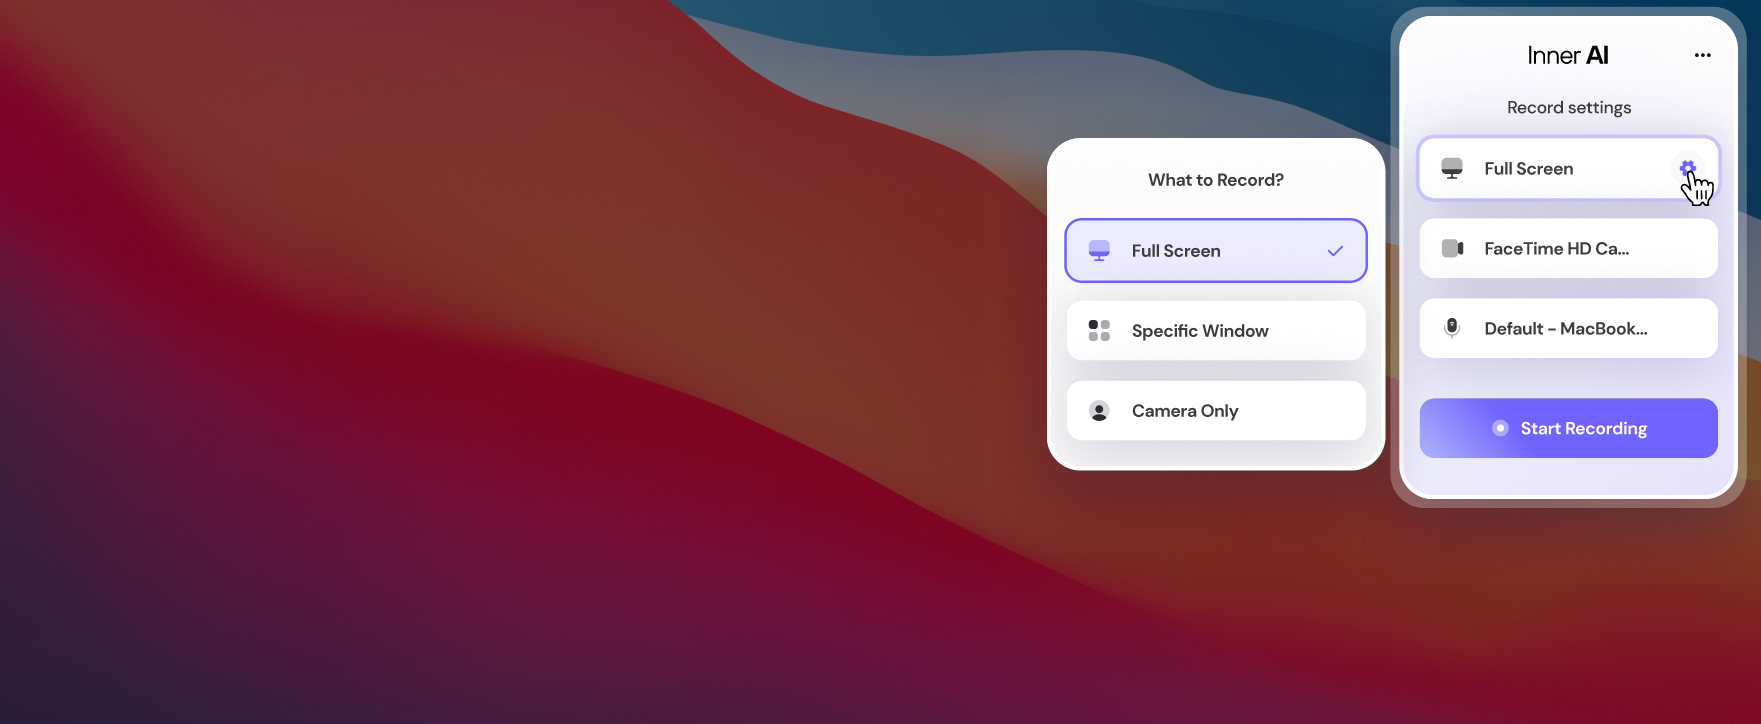 What to Record?
Full Screen
Specific Window
Camera Only
Inner AI
Record settings
Full Screen
FaceTime HD Ca...
Default - MacBook...
Start Recording